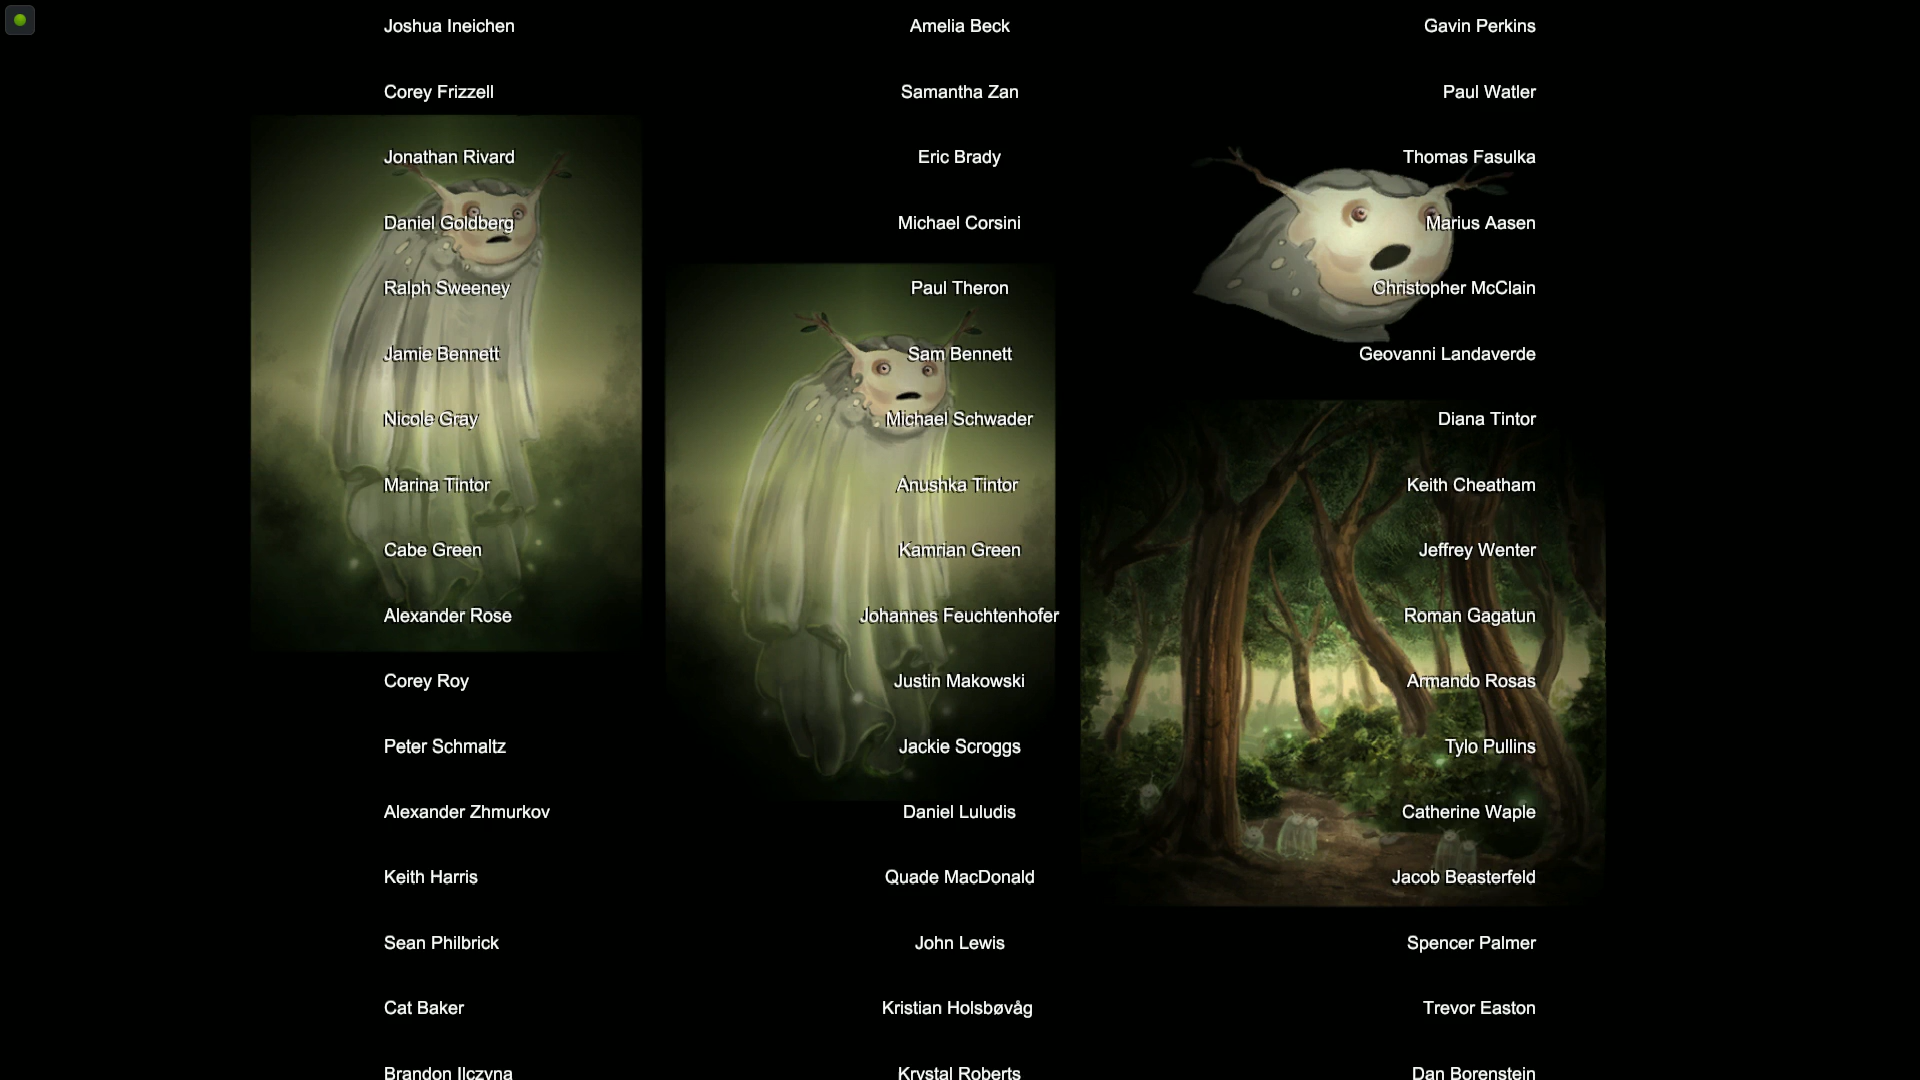 Joshua Ineichen Amelia Beck Gavin Perkins
Corey Frizzell Samantha Zan Paul Watler
Jonathan Rivard Eric Brady Thomas Fasulka
Daniel Goldberg Michael Corsini Marius Aasen
Ralph Sweeney Paul Theron Christopher McClain
Jamie Bennett Sam Bennett Geovanni Landaverde
Nicole Gray Michael Schwader Diana Tintor
Marina Tintor Anushka Tintor Keith Cheatham
Cabe Green Kamrian Green Jeffrey Wenter
Alexander Rose Johannes Feuchtenhofer Roman Gagatun
Corey Roy Justin Makowski Armando Rosas
Peter Schmaltz Jackie Scroggs Tylo Pullins
Alexander Zhmurkov Daniel Luludis Catherine Waple
Keith Harris Quade MacDonald Jacob Beasterfeld
Sean Philbrick John Lewis Spencer Palmer
Cat Baker Kristian Holsbøvåg Trevor Easton
Brandon Ilczyna Krystal Roberts Dan Borenstein